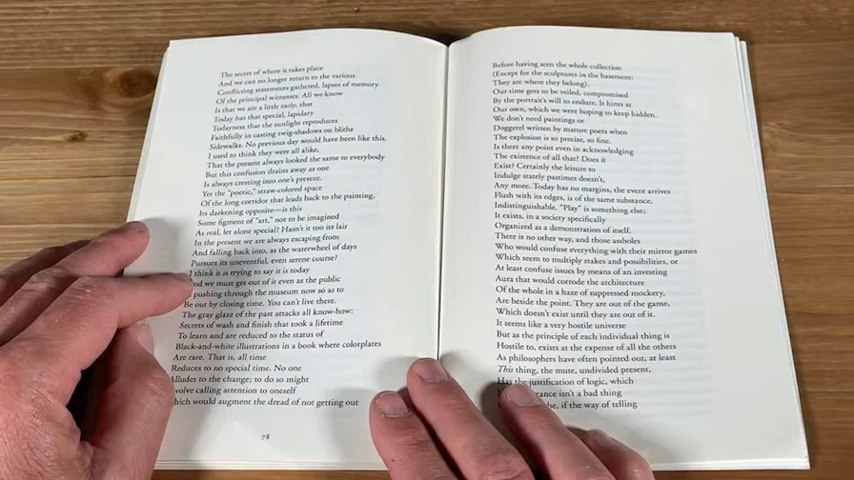 The secret of where it takes place
And we can no longer return to the various
Conflicting statements gathered, lapses of memory
Of the principal witnesses. All we know
Is that we are a little early, that
Today has that special, lapidary
Todayness that the sunlight reproduces
Faithfully in casting twig-shadows on blithe
Sidewalks. No previous day would have been like this.
I used to think they were all alike,
That the present always looked the same to everybody
But this confusion drains away as one
Is always cresting into one's present.
Yet the "poetic," straw-colored space
Of the long corridor that leads back to the painting,
Its darkening opposite—is this
Some figment of "art," not to be imagined
As real, let alone special? Hasn't it too its lair
In the present we are always escaping from
And falling back into, as the waterwheel of days
Pursues its uneventful, even serene course?
I think it is trying to say it is today
And we must get out of it even as the public
pushing through the museum now so as to
Be out by closing time. You can't live there.
The gray glaze of the past attacks all know-how:
Secrets of wash and finish that took a lifetime
To learn and are reduced to the status of
Black-and-white illustrations in a book where colorplates
Are rare. That is, all time
Reduces to no special time. No one
Alludes to the change; to do so might
volve calling attention to oneself
hich would augment the dread of not getting out
78
Before having seen the whole collection
(Except for the sculptures in the basement:
They are where they belong).
Our time gets to be veiled, compromised
By the portrait's will to endure. It hints at
Our own, which we were hoping to keep hidden.
We don't need paintings or
Doggerel written by mature poets when
The explosion is so precise, so fine.
Is there any point even in acknowledging
The existence of all that? Does it
Exist? Certainly the leisure to
Indulge stately pastimes doesn't,
Any more. Today has no margins, the event arrives
Flush with its edges, is of the same substance,
Indistinguishable. "Play" is something else;
It exists, in a society specifically
Organized as a demonstration of itself.
There is no other way, and those assholes
Who would confuse everything with their mirror games
Which seem to multiply stakes and possibilities, or
At least confuse issues by means of an investing
Aura that would corrode the architecture
Of the whole in a haze of suppressed mockery,
Are beside the point. They are out of the game,
Which doesn't exist until they are out of it.
It seems like a very hostile universe
But as the principle of each individual thing is
Hostile to, exists at the expense of all the others
As philosophers have often pointed out, at least
This thing, the mute, undivided present,
Has the justification of logic, which
isn't a bad thing
be, if the way of telling